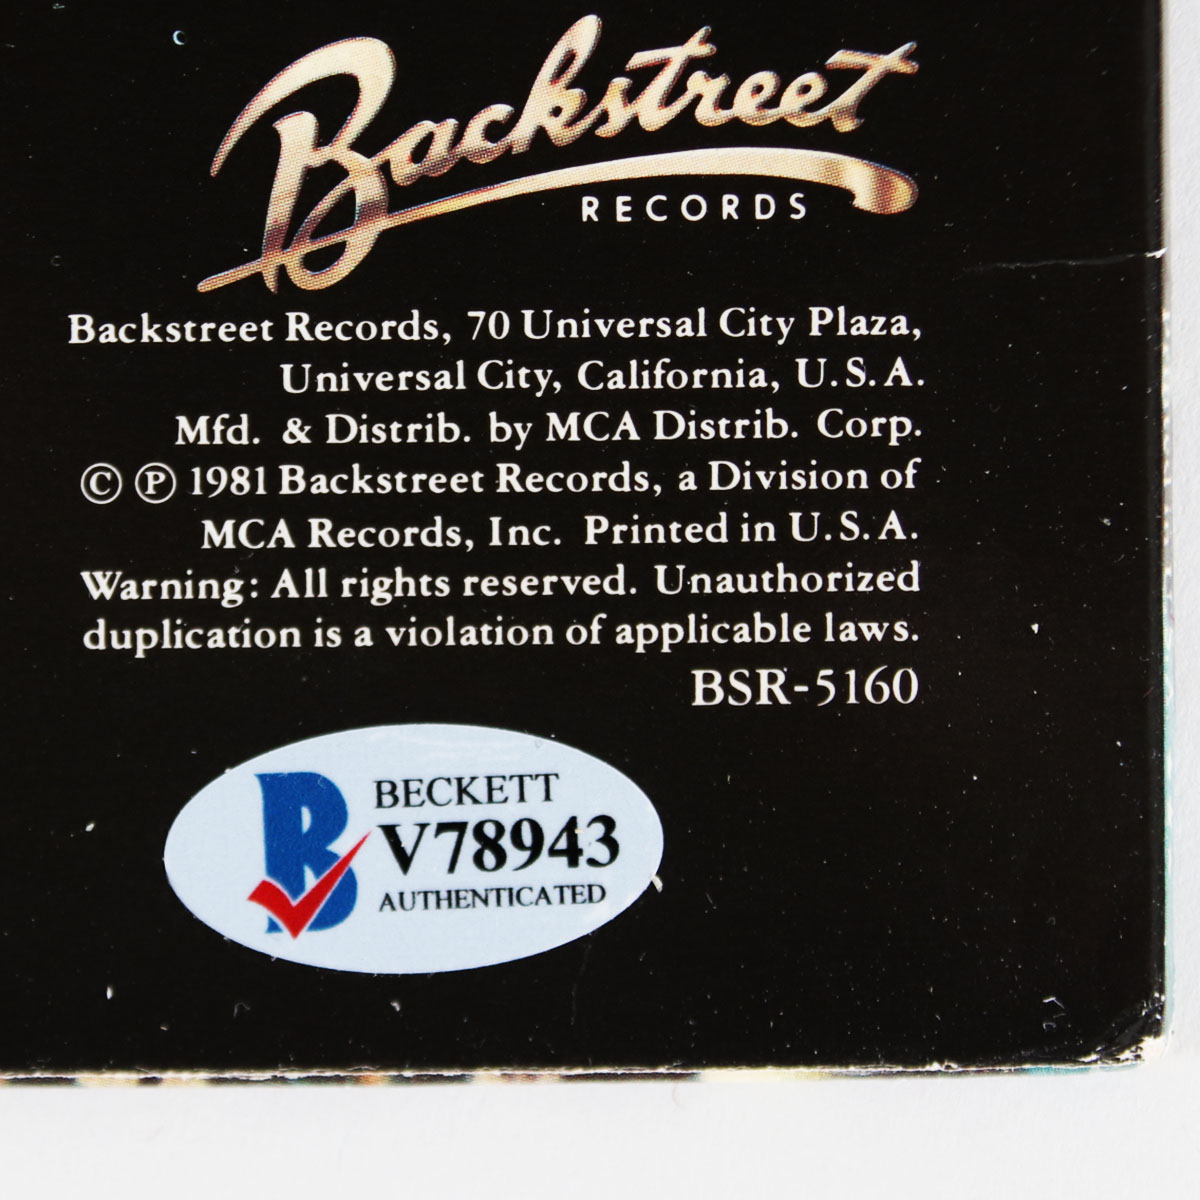 Backstreet
RECORDS
Backstreet Records, 70 Universal City Plaza,
Universal City, California, U.S.A.
Mfd. & Distrib. by MCA Distrib. Corp.
© ℗ 1981 Backstreet Records, a Division of
MCA Records, Inc. Printed in U.S.A.
Warning: All rights reserved. Unauthorized
duplication is a violation of applicable laws.
BSR-5160
B
BECKETT
V78943
AUTHENTICATED